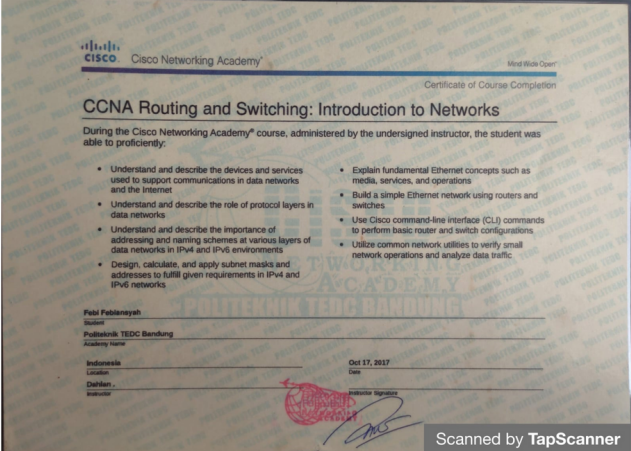 CISCO. Cisco Networking Academy®
Mind Wide Open™
Certificate of Course Completion
CCNA Routing and Switching: Introduction to Networks
During the Cisco Networking Academy® course, administered by the undersigned instructor, the student was
able to proficiently:
• Understand and describe the devices and services
used to support communications in data networks
and the Internet
• Understand and describe the role of protocol layers in
data networks
• Understand and describe the importance of
addressing and naming schemes at various layers of
data networks in IPv4 and IPv6 environments
• Design, calculate, and apply subnet masks and
addresses to fulfill given requirements in IPv4 and
IPv6 networks
• Explain fundamental Ethernet concepts such as
media, services, and operations
• Build a simple Ethernet network using routers and
switches
• Use Cisco command-line interface (CLI) commands
to perform basic router and switch configurations
• Utilize common network utilities to verify small
network operations and analyze data traffic
NETWORKING
ACADEMY
POLITEKNIK TEDC BANDUNG
Febi Febiansyah
Student
Politeknik TEDC Bandung
Academy Name
Indonesia
Location
Oct 17, 2017
Date
Dahlan .
Instructor
Instructor Signature
Scanned by TapScanner